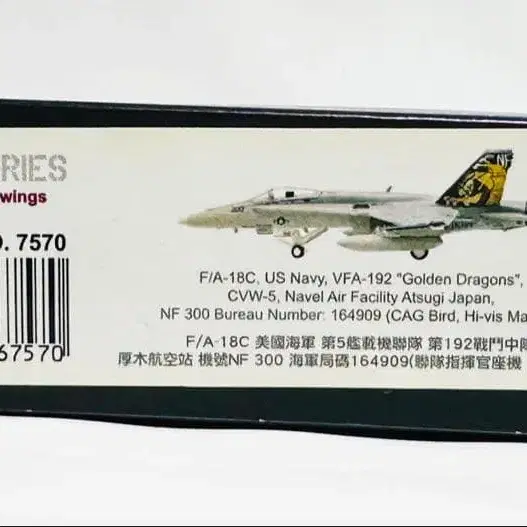 RIES
wings
. 7570
67570
NF
300
F/A-18C, US Navy, VFA-192 "Golden Dragons",
CVW-5, Navel Air Facility Atsugi Japan,
NF 300 Bureau Number: 164909 (CAG Bird, Hi-vis Ma
F/A-18C 美國海軍 第5艦載機聯隊 第192戰鬥中隊
厚木航空站 機號NF 300 海軍局碼164909(聯隊指揮官座機